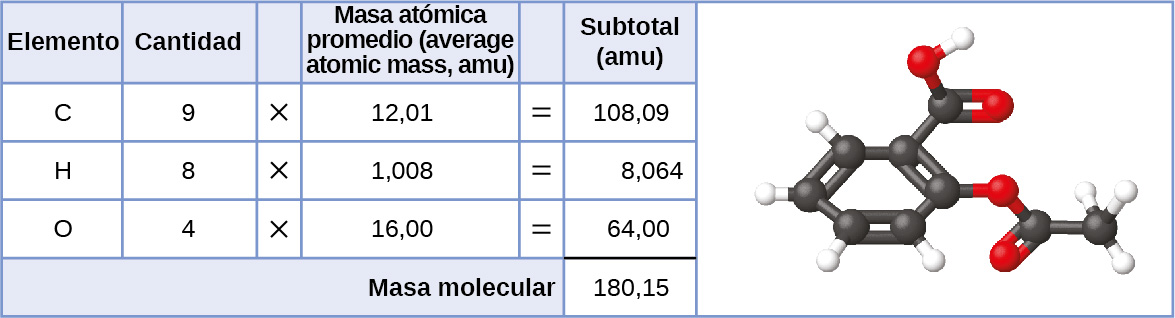 Elemento Cantidad Masa atómica promedio (average atomic mass, amu) Subtotal (amu)
C 9 × 12,01 = 108,09
H 8 × 1,008 = 8,064
O 4 × 16,00 = 64,00
Masa molecular 180,15